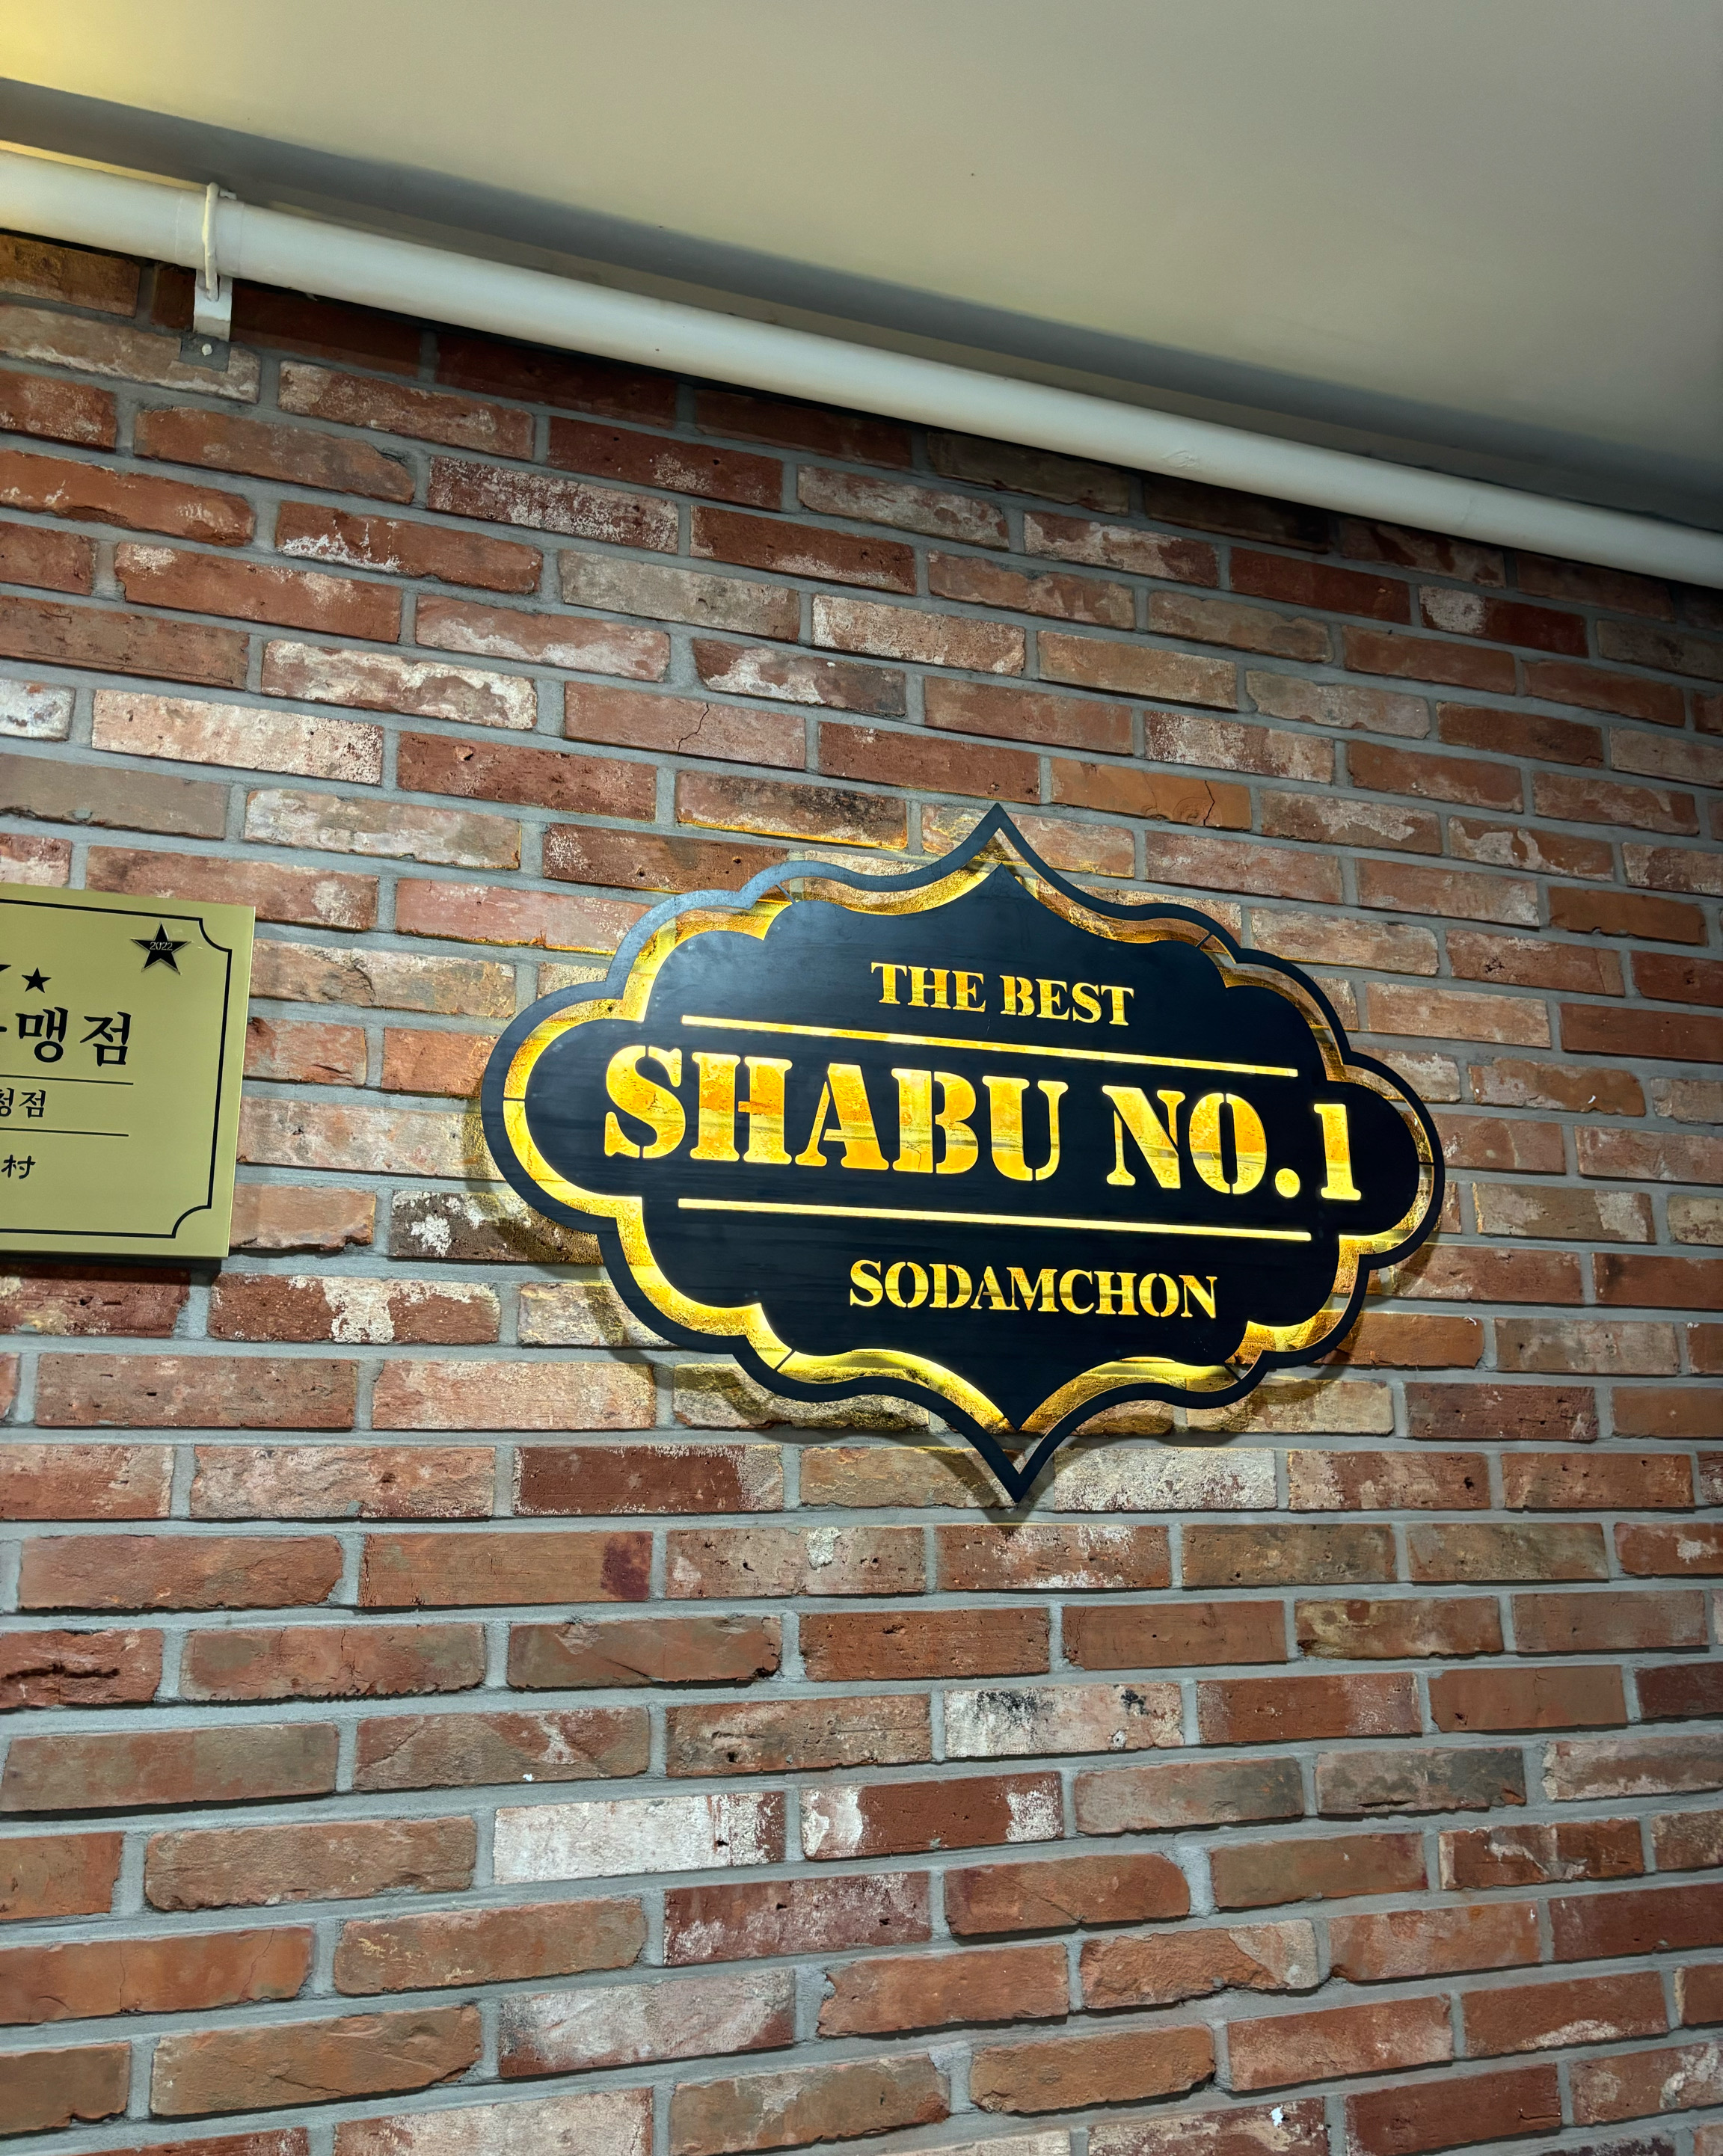 2022
맹점
청점
村
THE BEST
SHABU NO.1
SODAMCHON